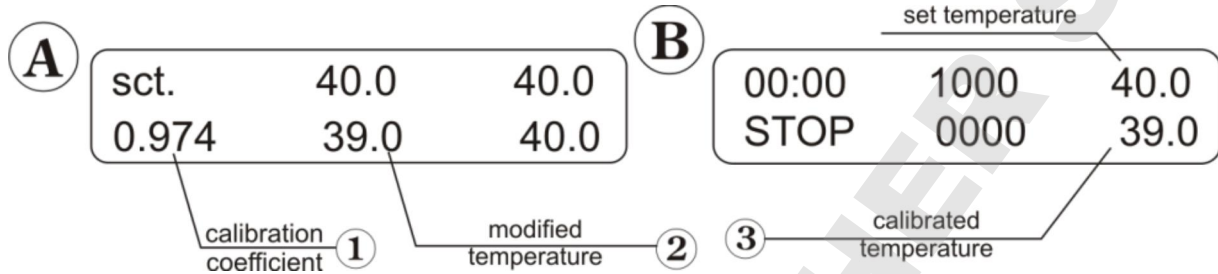 A
sct. 40.0 40.0
0.974 39.0 40.0
calibration
coefficient
1
modified
temperature
2
B
set temperature
00:00 1000 40.0
STOP 0000 39.0
3
calibrated
temperature